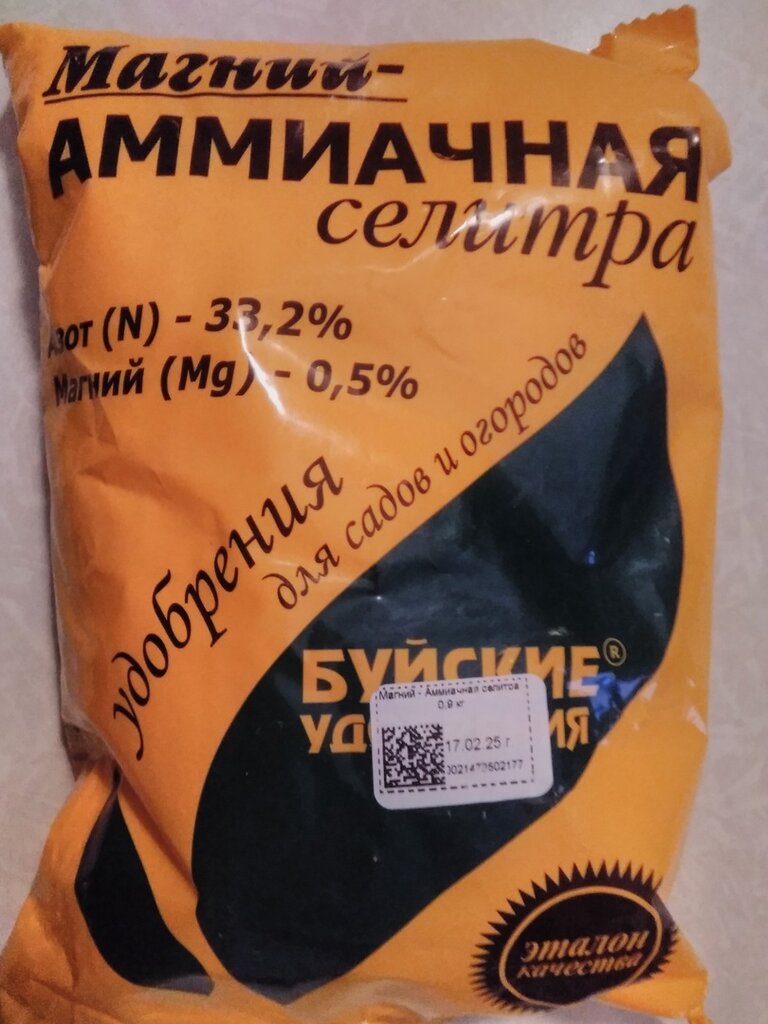 Магний-
АММИАЧНАЯ
селитра
Азот (N) - 33,2%
Магний (Mg) - 0,5%
удобрения
для садов и огородов
БУЙСКИЕ®
Магний - Аммиачная селитра
0,9 кг
17.02.25 г.
эталон
качества